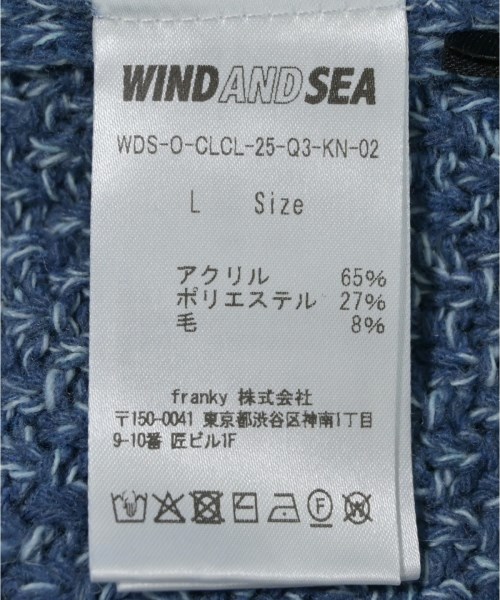 WIND AND SEA
WDS-O-CLCL-25-Q3-KN-02
L Size
アクリル 65%
ポリエステル 27%
毛 8%
franky 株式会社
〒150-0041 東京都渋谷区神南1丁目
9-10番 匠ビル1F